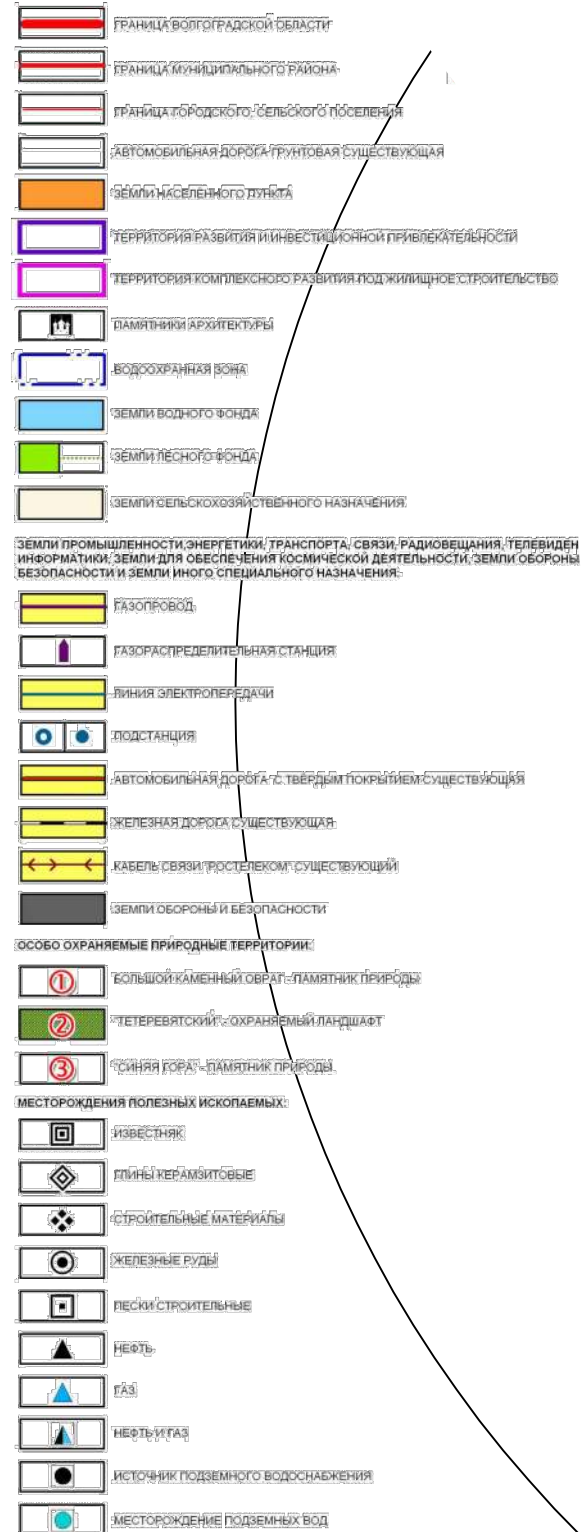 ГРАНИЦА ВОЛГОГРАДСКОЙ ОБЛАСТИ
ГРАНИЦА МУНИЦИПАЛЬНОГО РАЙОНА
ГРАНИЦА ГОРОДСКОГО, СЕЛЬСКОГО ПОСЕЛЕНИЯ
АВТОМОБИЛЬНАЯ ДОРОГА ГРУНТОВАЯ СУЩЕСТВУЮЩАЯ
ЗЕМЛИ НАСЕЛЕННОГО ПУНКТА
ТЕРРИТОРИЯ РАЗВИТИЯ И ИНВЕСТИЦИОННОЙ ПРИВЛЕКАТЕЛЬНОСТИ
ТЕРРИТОРИЯ КОМПЛЕКСНОГО РАЗВИТИЯ ПОД ЖИЛИЩНОЕ СТРОИТЕЛЬСТВО
ПАМЯТНИКИ АРХИТЕКТУРЫ
ВОДООХРАННАЯ ЗОНА
ЗЕМЛИ ВОДНОГО ФОНДА
ЗЕМЛИ ЛЕСНОГО ФОНДА
ЗЕМЛИ СЕЛЬСКОХОЗЯЙСТВЕННОГО НАЗНАЧЕНИЯ.
ЗЕМЛИ ПРОМЫШЛЕННОСТИ, ЭНЕРГЕТИКИ, ТРАНСПОРТА, СВЯЗИ, РАДИОВЕЩАНИЯ, ТЕЛЕВИДЕН
ИНФОРМАТИКИ, ЗЕМЛИ ДЛЯ ОБЕСПЕЧЕНИЯ КОСМИЧЕСКОЙ ДЕЯТЕЛЬНОСТИ, ЗЕМЛИ ОБОРОНЫ
БЕЗОПАСНОСТИ И ЗЕМЛИ ИНОГО СПЕЦИАЛЬНОГО НАЗНАЧЕНИЯ:
ГАЗОПРОВОД
ГАЗОРАСПРЕДЕЛИТЕЛЬНАЯ СТАНЦИЯ
ЛИНИЯ ЭЛЕКТРОПЕРЕДАЧИ
ПОДСТАНЦИЯ
АВТОМОБИЛЬНАЯ ДОРОГА С ТВЕРДЫМ ПОКРЫТИЕМ СУЩЕСТВУЮЩАЯ
ЖЕЛЕЗНАЯ ДОРОГА СУЩЕСТВУЮЩАЯ
КАБЕЛЬ СВЯЗИ "РОСТЕЛЕКОМ" СУЩЕСТВУЮЩИЙ
ЗЕМЛИ ОБОРОНЫ И БЕЗОПАСНОСТИ
ОСОБО ОХРАНЯЕМЫЕ ПРИРОДНЫЕ ТЕРРИТОРИИ:
1 БОЛЬШОЙ КАМЕННЫЙ ОВРАГ - ПАМЯТНИК ПРИРОДЫ
2 "ТЕТЕРЕВЯТСКИЙ" - ОХРАНЯЕМЫЙ ЛАНДШАФТ
3 "СИНЯЯ ГОРА" - ПАМЯТНИК ПРИРОДЫ
МЕСТОРОЖДЕНИЯ ПОЛЕЗНЫХ ИСКОПАЕМЫХ:
ИЗВЕСТНЯК
ГЛИНЫ КЕРАМЗИТОВЫЕ
СТРОИТЕЛЬНЫЕ МАТЕРИАЛЫ
ЖЕЛЕЗНЫЕ РУДЫ
ПЕСКИ СТРОИТЕЛЬНЫЕ
НЕФТЬ
ГАЗ
НЕФТЬ И ГАЗ
ИСТОЧНИК ПОДЗЕМНОГО ВОДОСНАБЖЕНИЯ
МЕСТОРОЖДЕНИЕ ПОДЗЕМНЫХ ВОД